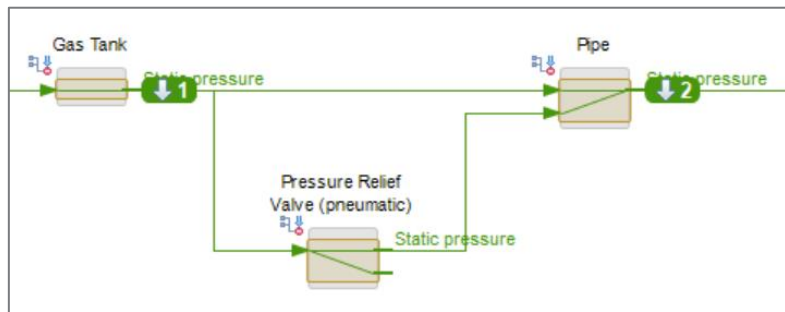 Gas Tank
Static pressure
1
Pipe
Static pressure
2
Pressure Relief
Valve (pneumatic)
Static pressure